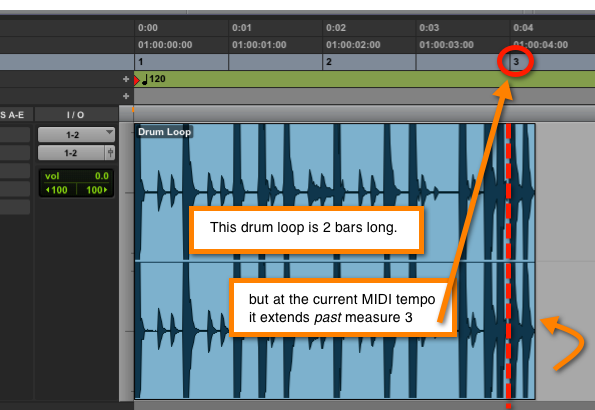 0:00 0:01 0:02 0:03 0:04
01:00:00:00 01:00:01:00 01:00:02:00 01:00:03:00 01:00:04:00
1 2 3
+ 120
+
S A-E I / O
1-2
1-2
vol 0.0
100 100
Drum Loop
This drum loop is 2 bars long.
but at the current MIDI tempo
it extends past measure 3